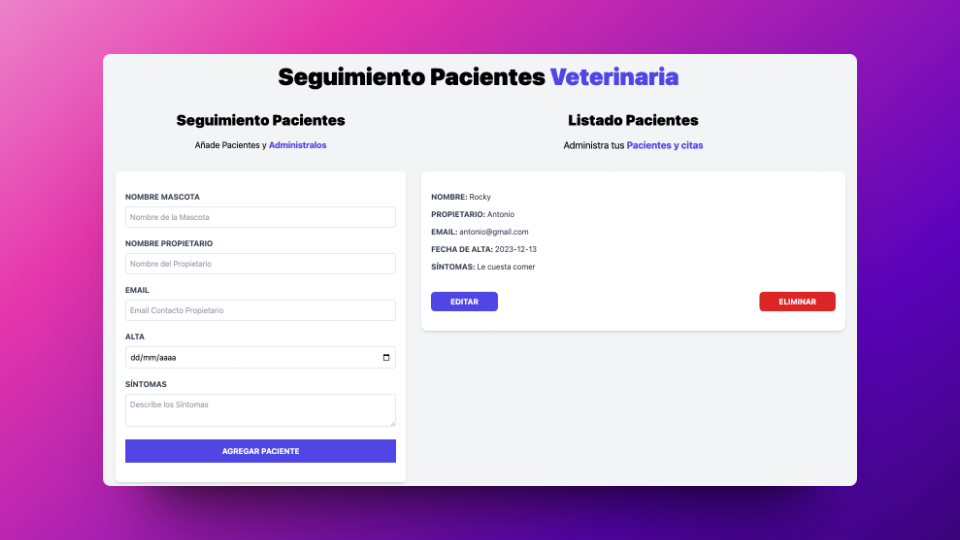 Seguimiento Pacientes Veterinaria
Seguimiento Pacientes
Añade Pacientes y Administralos
NOMBRE MASCOTA
Nombre de la Mascota
NOMBRE PROPIETARIO
Nombre del Propietario
EMAIL
Email Contacto Propietario
ALTA
dd/mm/aaaa
SÍNTOMAS
Describe los Síntomas
AGREGAR PACIENTE
Listado Pacientes
Administra tus Pacientes y citas
NOMBRE: Rocky
PROPIETARIO: Antonio
EMAIL: antonio@gmail.com
FECHA DE ALTA: 2023-12-13
SÍNTOMAS: Le cuesta comer
EDITAR
ELIMINAR